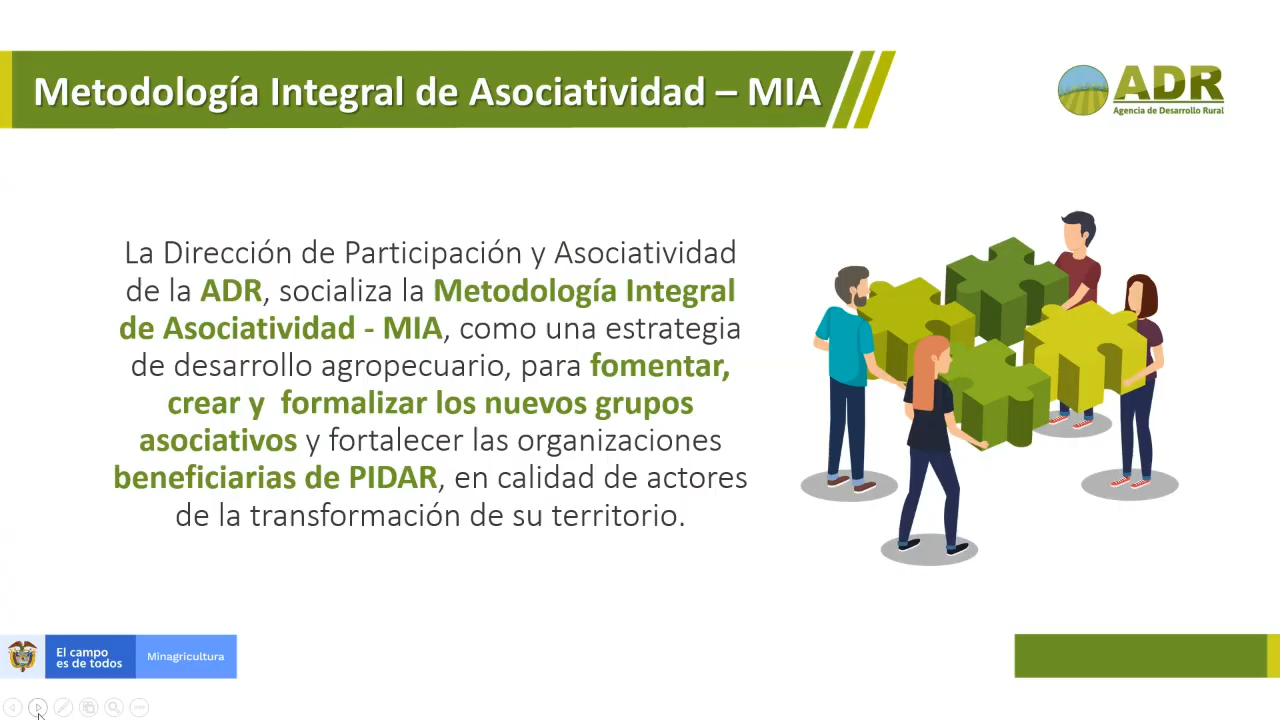 Metodología Integral de Asociatividad – MIA
ADR
Agencia de Desarrollo Rural
La Dirección de Participación y Asociatividad
de la ADR, socializa la Metodología Integral
de Asociatividad - MIA, como una estrategia
de desarrollo agropecuario, para fomentar,
crear y  formalizar los nuevos grupos
asociativos y fortalecer las organizaciones
beneficiarias de PIDAR, en calidad de actores
de la transformación de su territorio.
El campo
es de todos
Minagricultura